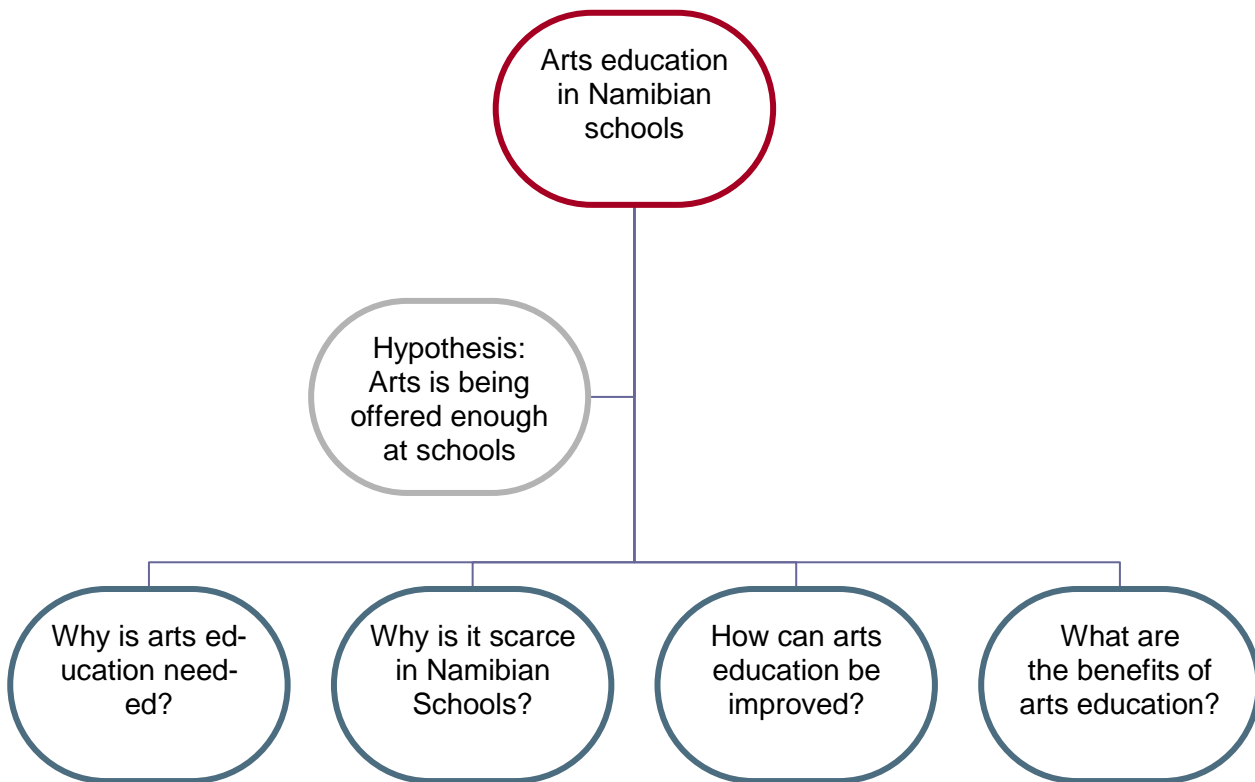 Arts education
in Namibian
schools
Hypothesis:
Arts is being
offered enough
at schools
Why is arts ed-
ucation need-
ed?
Why is it scarce
in Namibian
Schools?
How can arts
education be
improved?
What are
the benefits of
arts education?